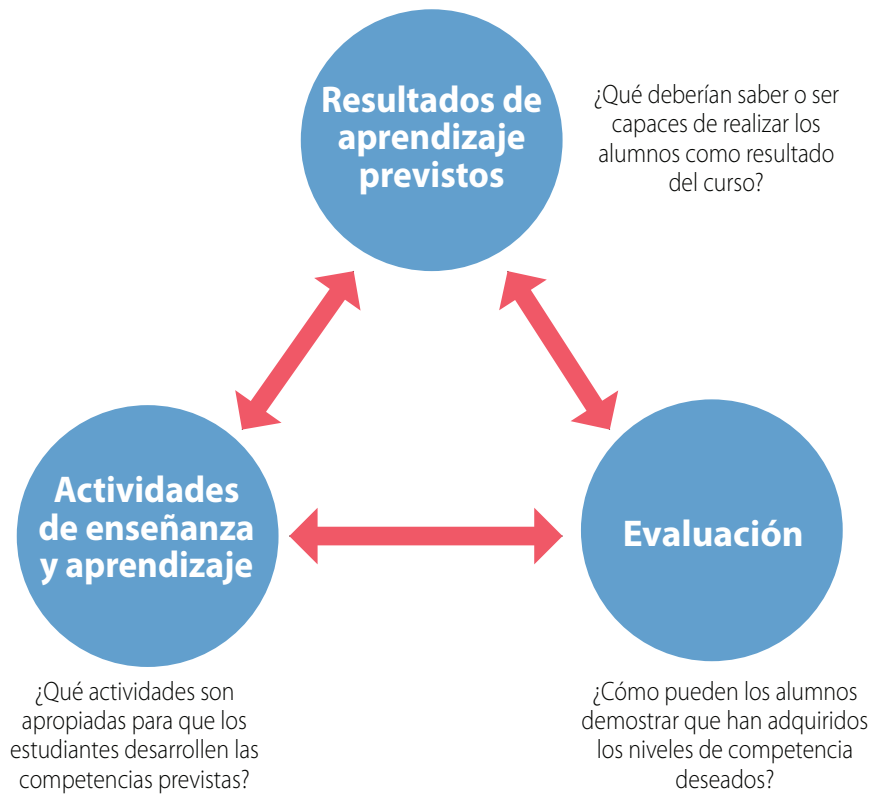 Resultados de
aprendizaje
previstos
¿Qué deberían saber o ser
capaces de realizar los
alumnos como resultado
del curso?
Actividades
de enseñanza
y aprendizaje
Evaluación
¿Qué actividades son
apropiadas para que los
estudiantes desarrollen las
competencias previstas?
¿Cómo pueden los alumnos
demostrar que han adquiridos
los niveles de competencia
deseados?